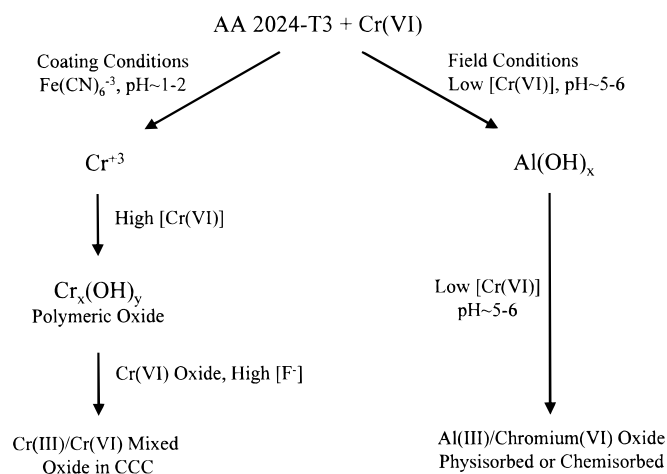 AA 2024-T3 + Cr(VI)
Coating Conditions
Fe(CN)₆⁻³, pH~1-2
Field Conditions
Low [Cr(VI)], pH~5-6
Cr⁺³
Al(OH)ₓ
High [Cr(VI)]
Crₓ(OH)ᵧ
Polymeric Oxide
Low [Cr(VI)]
pH~5-6
Cr(VI) Oxide, High [F⁻]
Cr(III)/Cr(VI) Mixed
Oxide in CCC
Al(III)/Chromium(VI) Oxide
Physisorbed or Chemisorbed